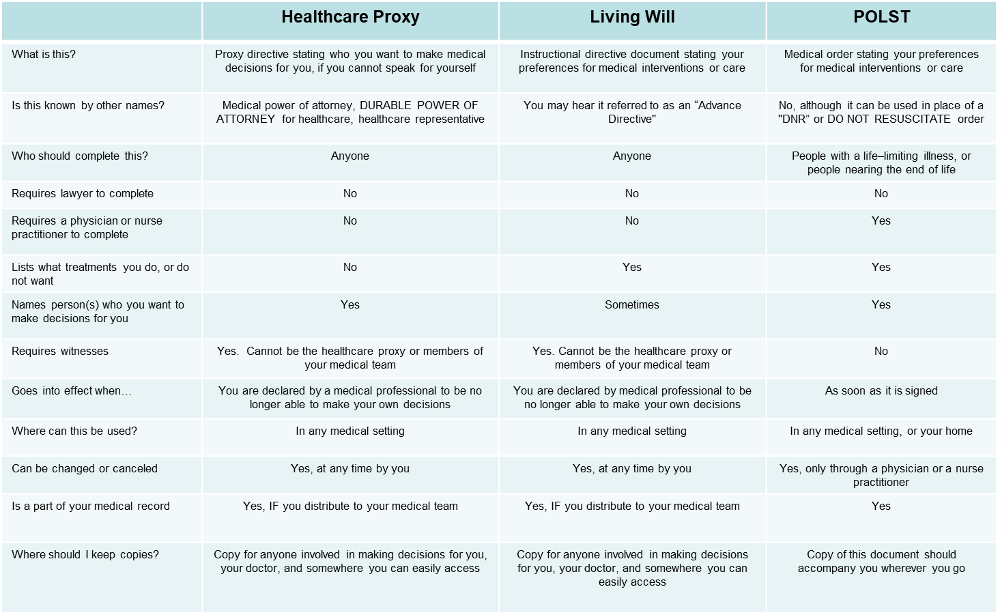 Healthcare Proxy
Living Will
POLST
What is this?
Proxy directive stating who you want to make medical
decisions for you, if you cannot speak for yourself
Instructional directive document stating your
preferences for medical interventions or care
Medical order stating your preferences
for medical interventions or care
Is this known by other names?
Medical power of attorney, DURABLE POWER OF
ATTORNEY for healthcare, healthcare representative
You may hear it referred to as an “Advance
Directive"
No, although it can be used in place of a
"DNR” or DO NOT RESUSCITATE order
Who should complete this?
Anyone
Anyone
People with a life–limiting illness, or
people nearing the end of life
Requires lawyer to complete
No
No
No
Requires a physician or nurse
practitioner to complete
No
No
Yes
Lists what treatments you do, or do
not want
No
Yes
Yes
Names person(s) who you want to
make decisions for you
Yes
Sometimes
Yes
Requires witnesses
Yes. Cannot be the healthcare proxy or members of
your medical team
Yes. Cannot be the healthcare proxy or
members of your medical team
No
Goes into effect when…
You are declared by a medical professional to be no
longer able to make your own decisions
You are declared by medical professional to be
no longer able to make your own decisions
As soon as it is signed
Where can this be used?
In any medical setting
In any medical setting
In any medical setting, or your home
Can be changed or canceled
Yes, at any time by you
Yes, at any time by you
Yes, only through a physician or a nurse
practitioner
Is a part of your medical record
Yes, IF you distribute to your medical team
Yes, IF you distribute to your medical team
Yes
Where should I keep copies?
Copy for anyone involved in making decisions for you,
your doctor, and somewhere you can easily access
Copy for anyone involved in making decisions
for you, your doctor, and somewhere you can
easily access
Copy of this document should
accompany you wherever you go